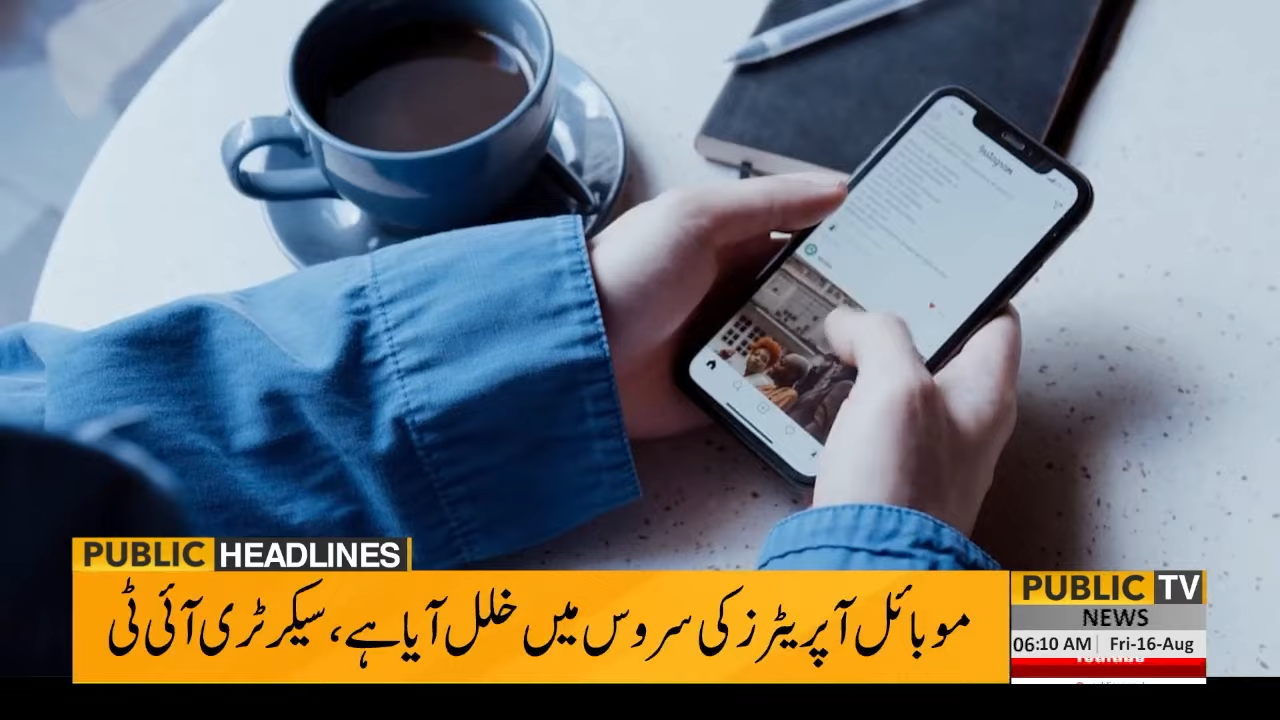 Instagram
PUBLIC HEADLINES
موبائل آپریٹرز کی سروس میں خلل آیا ہے، سیکرٹری آئی ٹی
PUBLIC TV
NEWS
06:10 AM Fri-16-Aug